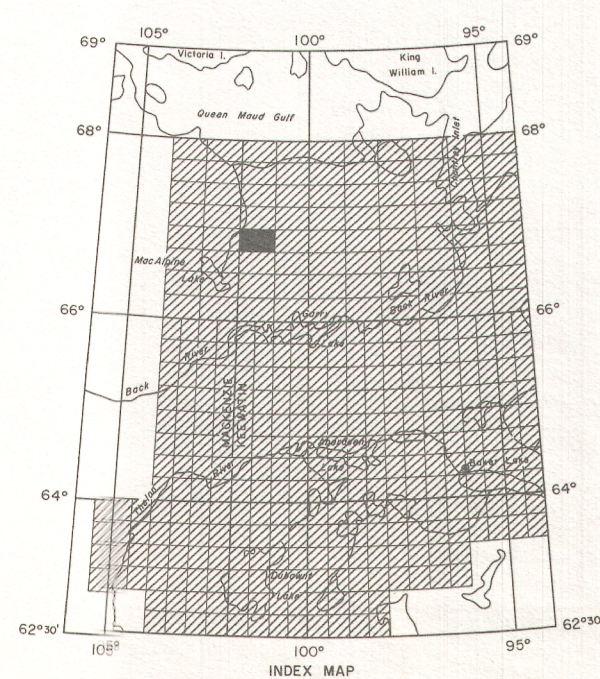 105° 100° 95°
69° 69°
Victoria I.
King
William I.
Queen Maud Gulf
Chantrey Inlet
68° 68°
MacAlpine
Lake
Back River
66° 66°
Garry
Lake
River
Back
MACKENZIE
KEEWATIN
Aberdeen
Lake
River
Baker Lake
Thelon
64° 64°
Dubawnt
Lake
62°30' 62°30'
105° 100° 95°
INDEX MAP